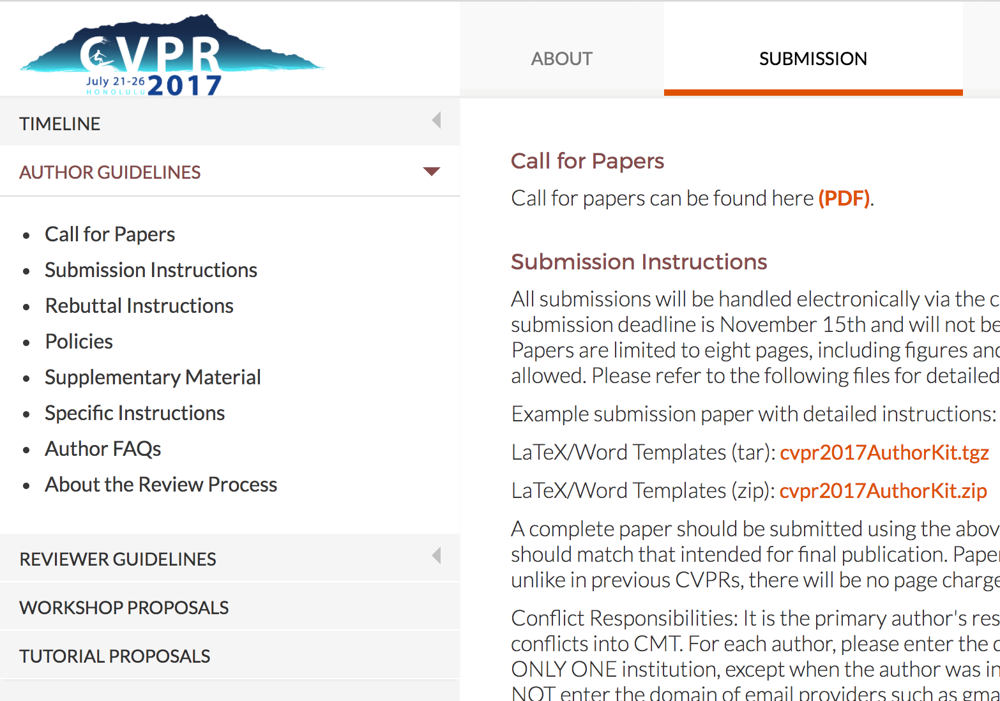 CVPR
July 21-26 2017
HONOLULU
ABOUT
SUBMISSION
TIMELINE
AUTHOR GUIDELINES
Call for Papers
Submission Instructions
Rebuttal Instructions
Policies
Supplementary Material
Specific Instructions
Author FAQs
About the Review Process
REVIEWER GUIDELINES
WORKSHOP PROPOSALS
TUTORIAL PROPOSALS
Call for Papers
Call for papers can be found here (PDF).
Submission Instructions
All submissions will be handled electronically via the c
submission deadline is November 15th and will not be
Papers are limited to eight pages, including figures and
allowed. Please refer to the following files for detailed
Example submission paper with detailed instructions:
LaTeX/Word Templates (tar): cvpr2017AuthorKit.tgz
LaTeX/Word Templates (zip): cvpr2017AuthorKit.zip
A complete paper should be submitted using the abov
should match that intended for final publication. Paper
unlike in previous CVPRs, there will be no page charge
Conflict Responsibilities: It is the primary author's res
conflicts into CMT. For each author, please enter the d
ONLY ONE institution, except when the author was in
NOT enter the domain of email providers such as gma